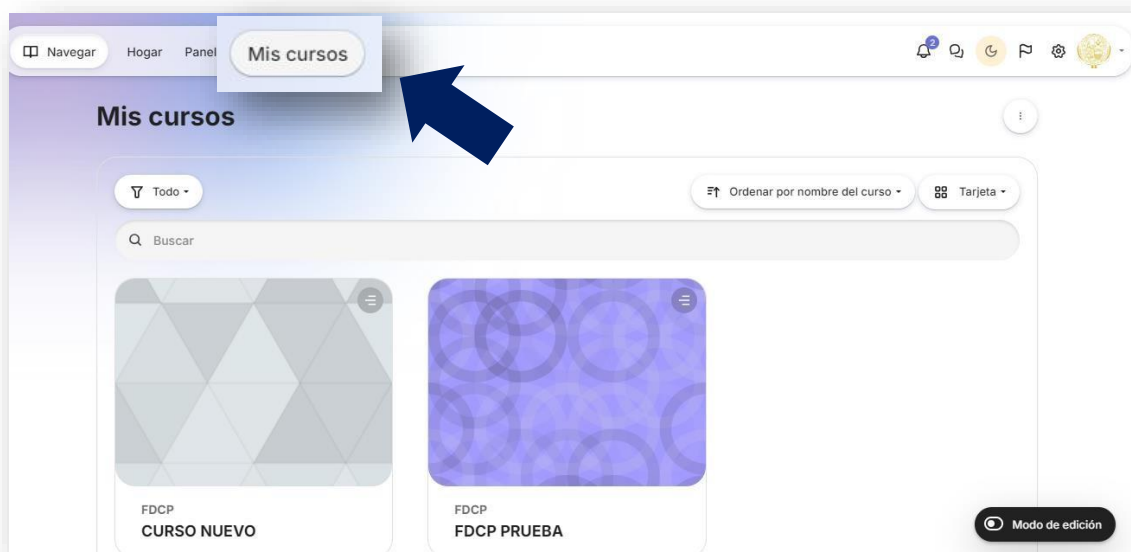 Navegar Hogar Panel Mis cursos 2
Mis cursos
Todo Ordenar por nombre del curso Tarjeta
Buscar
FDCP FDCP
CURSO NUEVO FDCP PRUEBA
Modo de edición